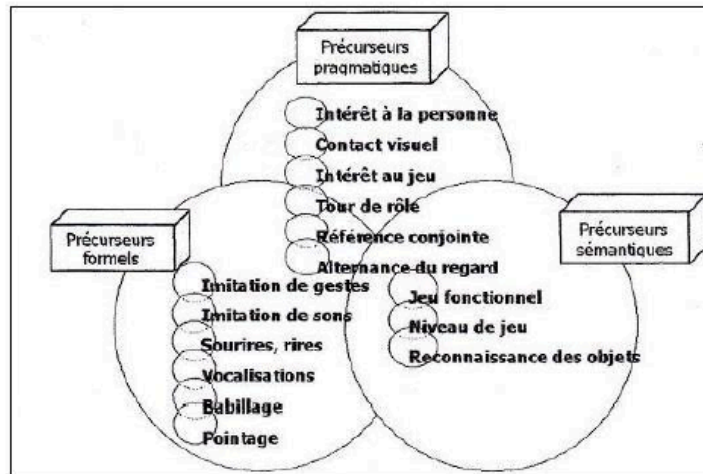 Précurseurs
pragmatiques
Intérêt à la personne
Contact visuel
Intérêt au jeu
Tour de rôle
Référence conjointe
Alternance du regard
Précurseurs
formels
Imitation de gestes
Imitation de sons
Sourires, rires
Vocalisations
Babillage
Pointage
Précurseurs
sémantiques
Jeu fonctionnel
Niveau de jeu
Reconnaissance des objets